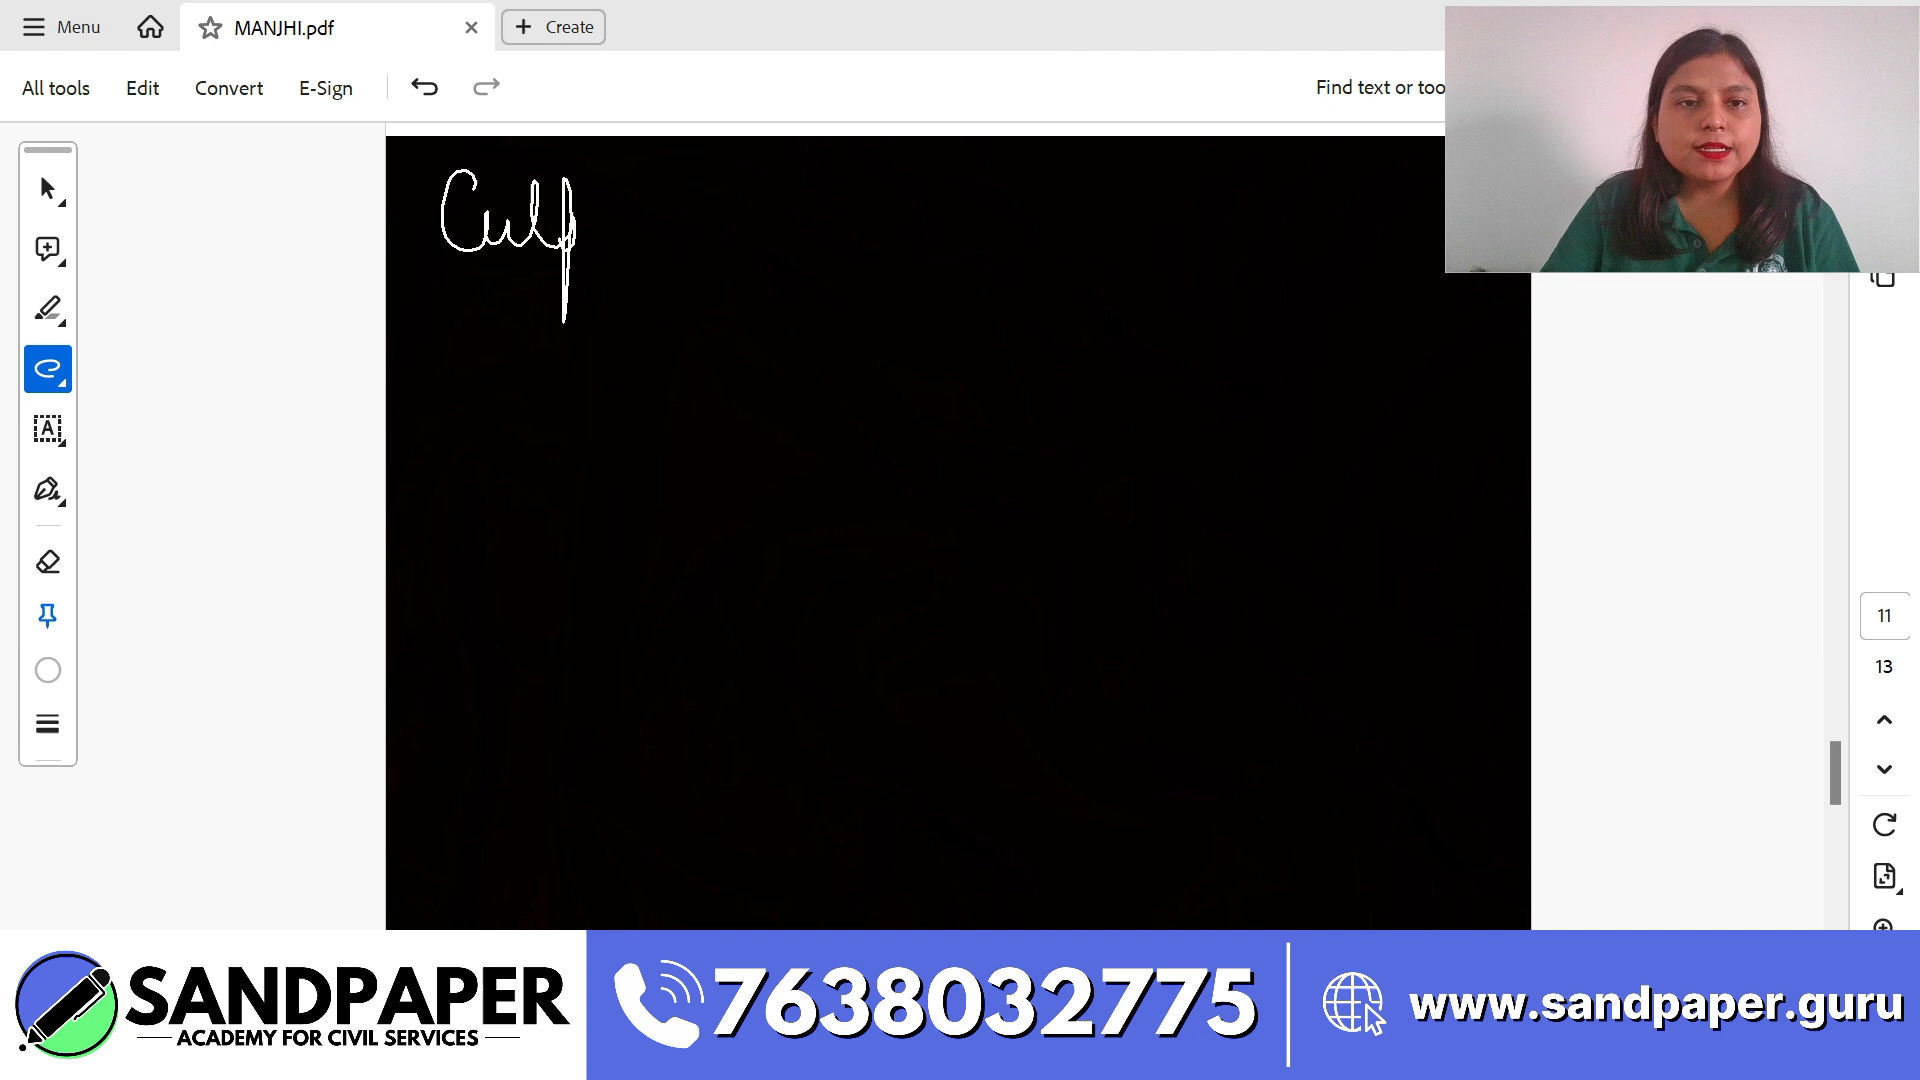 Menu
MANJHI.pdf
Create
All tools
Edit
Convert
E-Sign
Find text or too
Culp
11
13
SANDPAPER
ACADEMY FOR CIVIL SERVICES
7638032775
www.sandpaper.guru